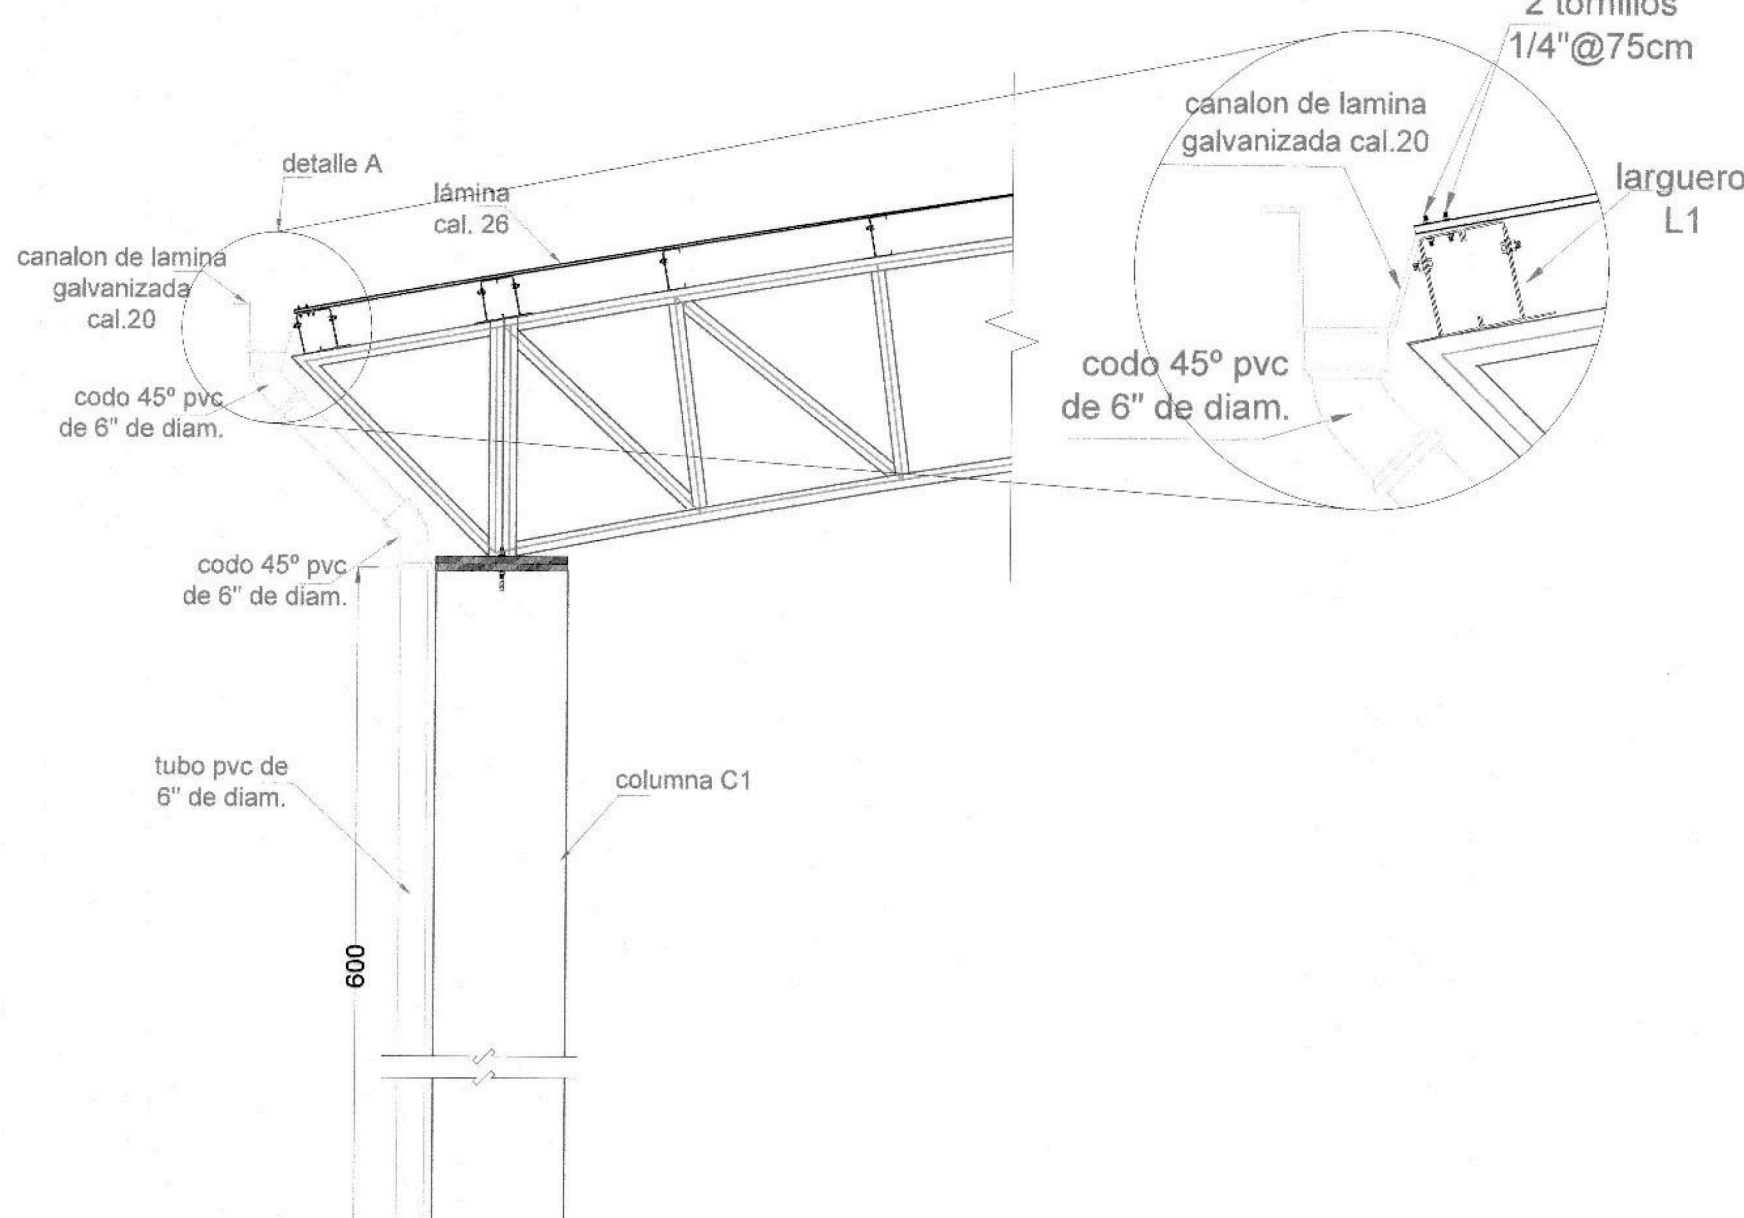 2 tornillos
1/4"@75cm
canalon de lamina
galvanizada cal.20
larguero
L1
codo 45º pvc
de 6" de diam.
detalle A
lámina
cal. 26
canalon de lamina
galvanizada
cal.20
codo 45º pvc
de 6" de diam.
codo 45º pvc
de 6" de diam.
tubo pvc de
6" de diam.
columna C1
600